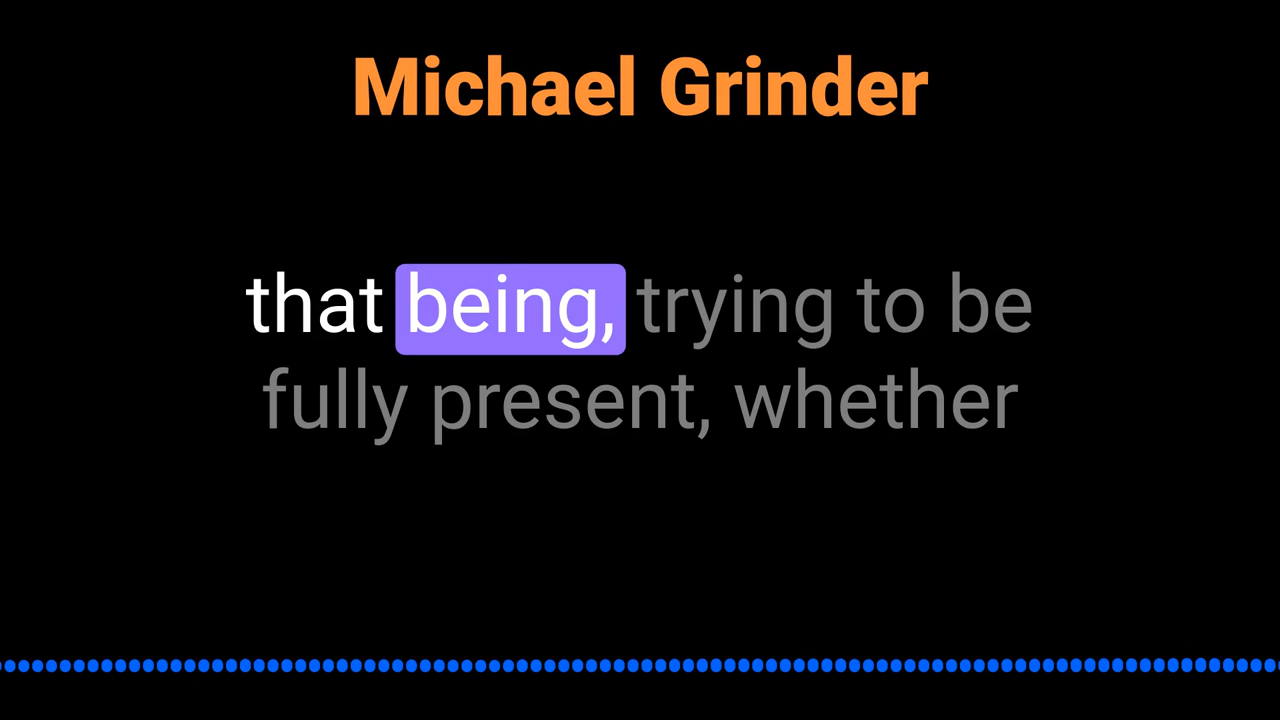 Michael Grinder
that being, trying to be
fully present, whether